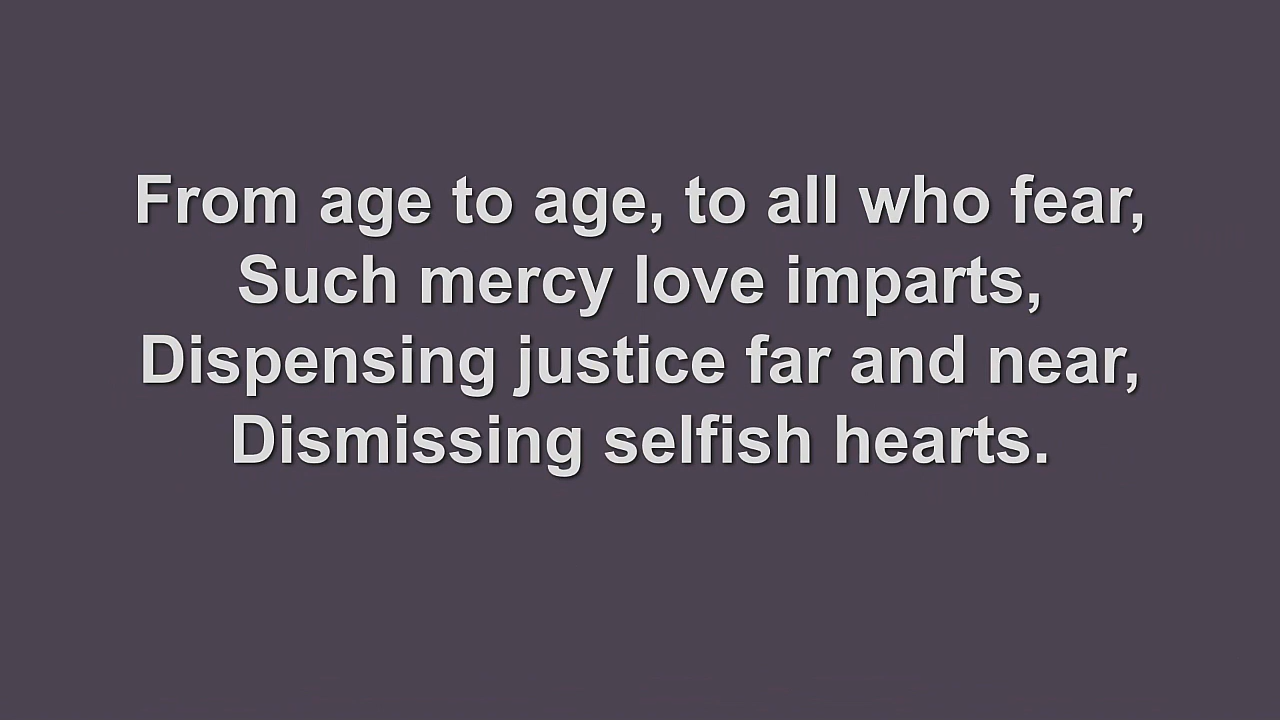 From age to age, to all who fear,
Such mercy love imparts,
Dispensing justice far and near,
Dismissing selfish hearts.